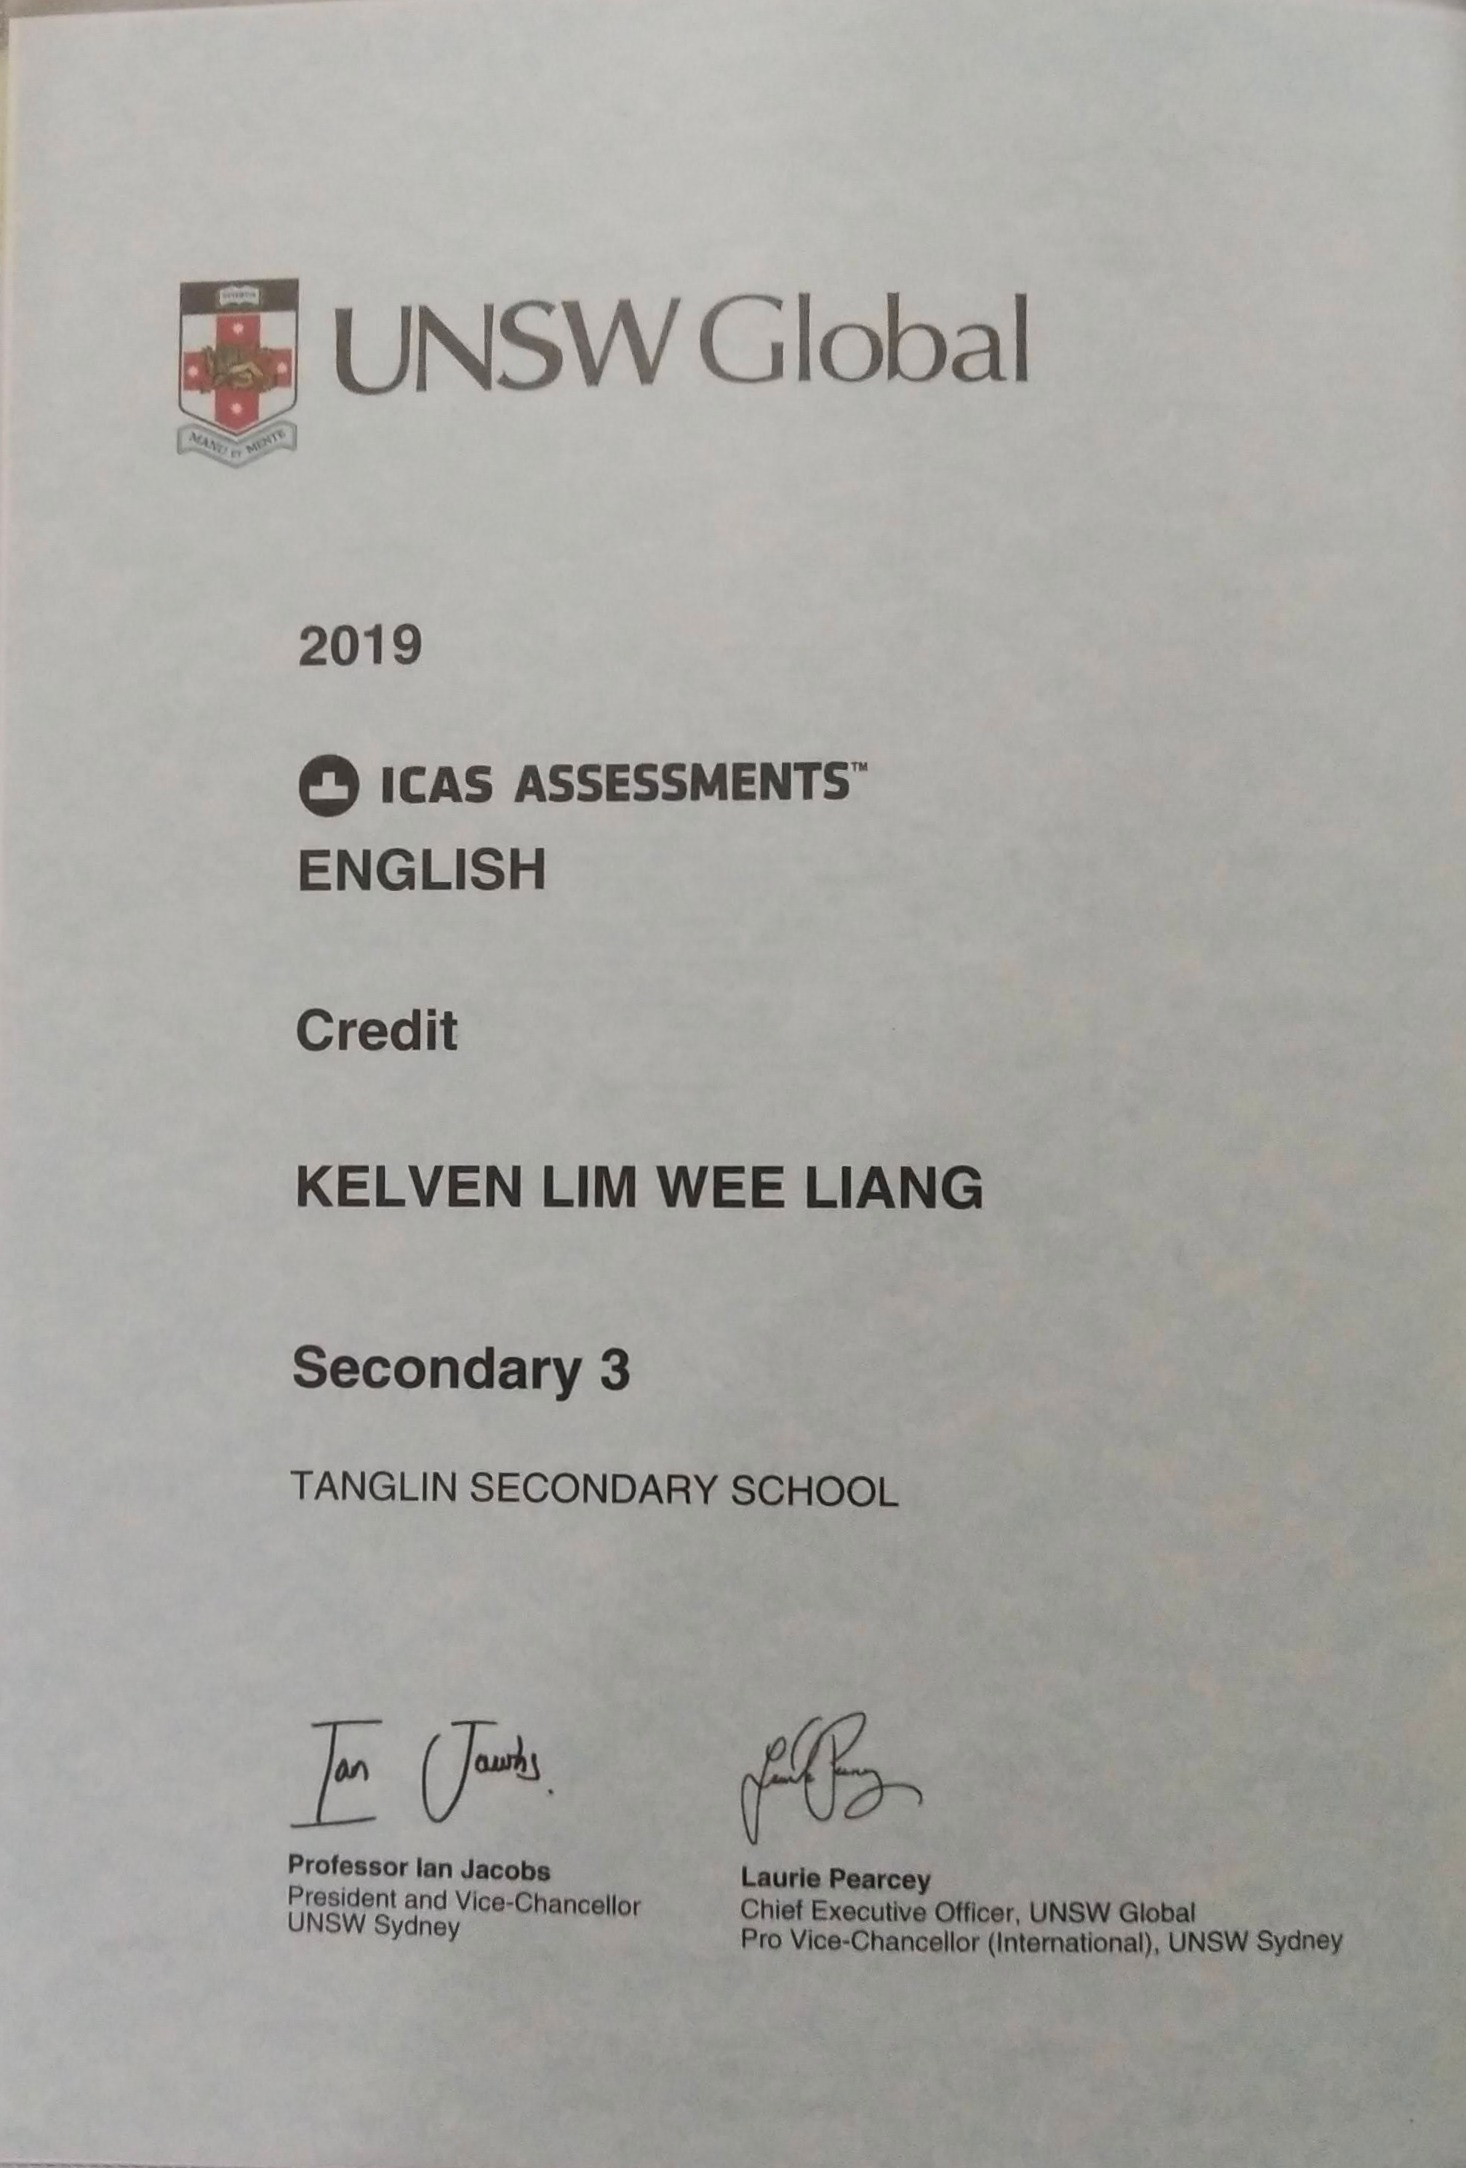 UNSW Global
MANU ET MENTE
2019
ICAS ASSESSMENTS™
ENGLISH
Credit
KELVEN LIM WEE LIANG
Secondary 3
TANGLIN SECONDARY SCHOOL
Ian Jacobs
Professor Ian Jacobs
President and Vice-Chancellor
UNSW Sydney
Laurie Pearcey
Chief Executive Officer, UNSW Global
Pro Vice-Chancellor (International), UNSW Sydney